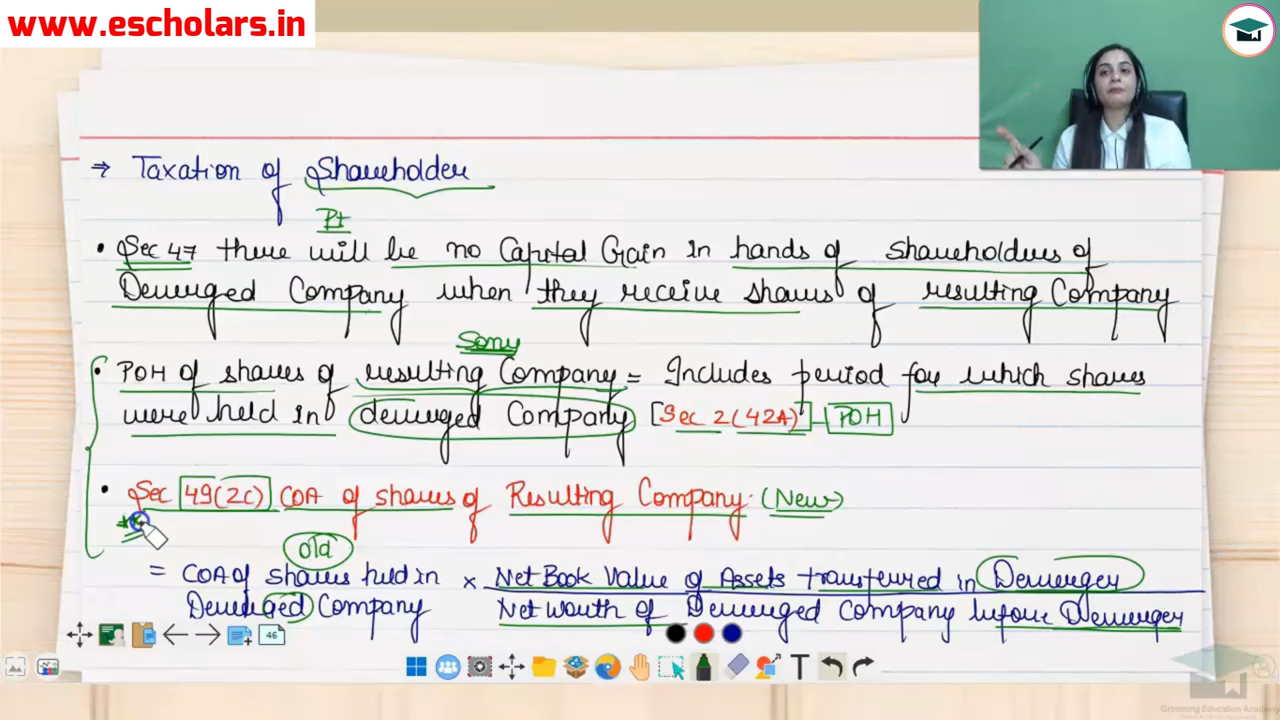 www.escholars.in
→ Taxation of Shareholder
Pt
• Sec 47 there will be no Capital Gain in hands of shareholders of
Demerged Company when they receive shares of resulting Company
Sony
• POH of shares of resulting Company = Includes period for which shares
were held in demerged Company [Sec 2(42A)] - POH
• Sec 49(2C) COA of shares of Resulting Company. (New)
old
= COA of shares held in Demerged Company × Net Book Value of Assets transferred in Demerger
Net Worth of Demerged Company before Demerger
46
T
Grooming Education Academy